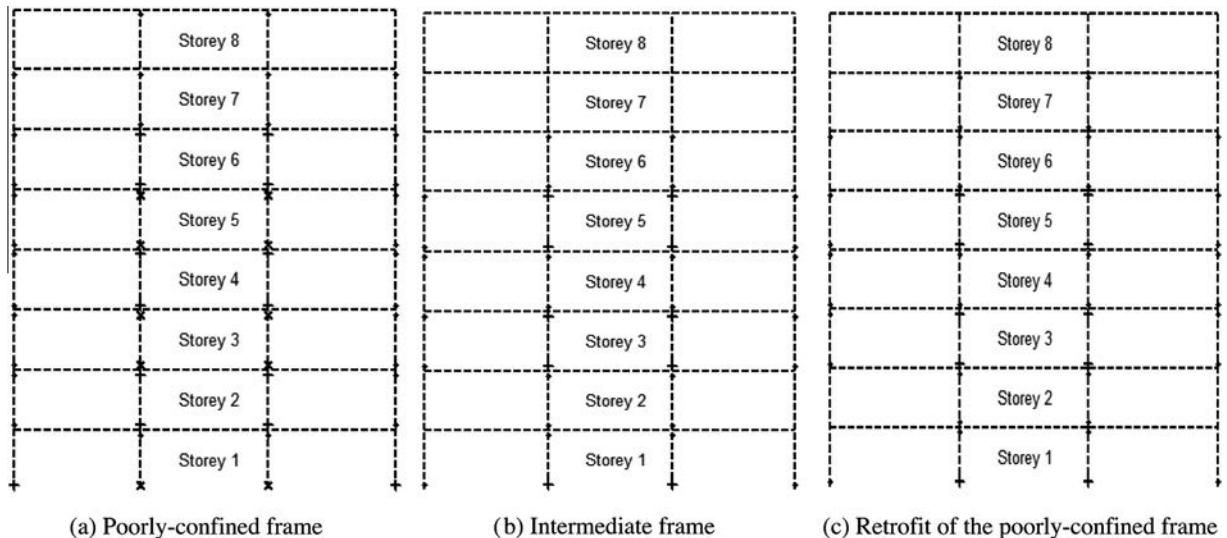 Storey 8
Storey 7
Storey 6
Storey 5
Storey 4
Storey 3
Storey 2
Storey 1
(a) Poorly-confined frame
Storey 8
Storey 7
Storey 6
Storey 5
Storey 4
Storey 3
Storey 2
Storey 1
(b) Intermediate frame
Storey 8
Storey 7
Storey 6
Storey 5
Storey 4
Storey 3
Storey 2
Storey 1
(c) Retrofit of the poorly-confined frame